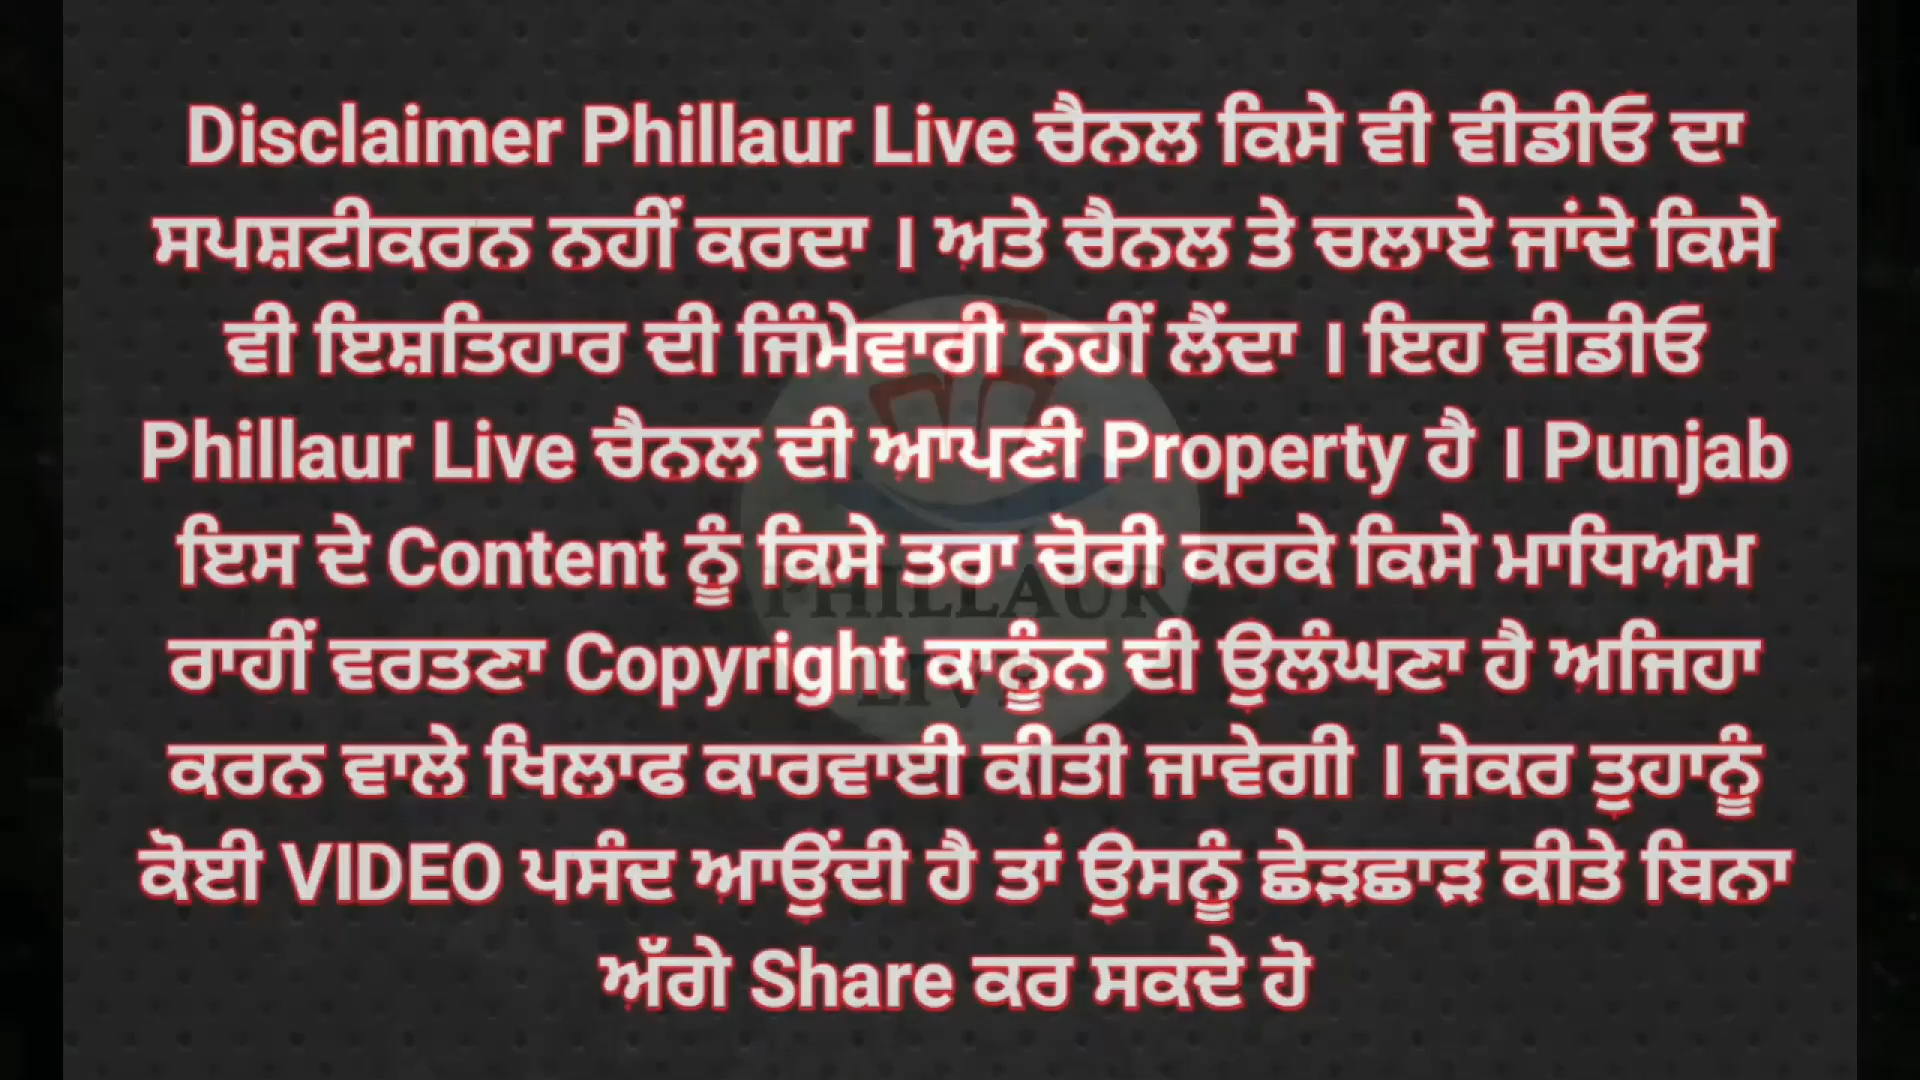 Disclaimer Phillaur Live ਚੈਨਲ ਕਿਸੇ ਵੀ ਵੀਡੀਓ ਦਾ
ਸਪਸ਼ਟੀਕਰਨ ਨਹੀਂ ਕਰਦਾ । ਅਤੇ ਚੈਨਲ ਤੇ ਚਲਾਏ ਜਾਂਦੇ ਕਿਸੇ
ਵੀ ਇਸ਼ਤਿਹਾਰ ਦੀ ਜਿੰਮੇਵਾਰੀ ਨਹੀਂ ਲੈਂਦਾ । ਇਹ ਵੀਡੀਓ
Phillaur Live ਚੈਨਲ ਦੀ ਆਪਣੀ Property ਹੈ । Punjab
ਇਸ ਦੇ Content ਨੂੰ ਕਿਸੇ ਤਰਾ ਚੋਰੀ ਕਰਕੇ ਕਿਸੇ ਮਾਧਿਅਮ
ਰਾਹੀਂ ਵਰਤਣਾ Copyright ਕਾਨੂੰਨ ਦੀ ਉਲੰਘਣਾ ਹੈ ਅਜਿਹਾ
ਕਰਨ ਵਾਲੇ ਖਿਲਾਫ ਕਾਰਵਾਈ ਕੀਤੀ ਜਾਵੇਗੀ । ਜੇਕਰ ਤੁਹਾਨੂੰ
ਕੋਈ VIDEO ਪਸੰਦ ਆਉਂਦੀ ਹੈ ਤਾਂ ਉਸਨੂੰ ਛੇੜਛਾੜ ਕੀਤੇ ਬਿਨਾ
ਅੱਗੇ Share ਕਰ ਸਕਦੇ ਹੋ
PHILLAUR
LIVE